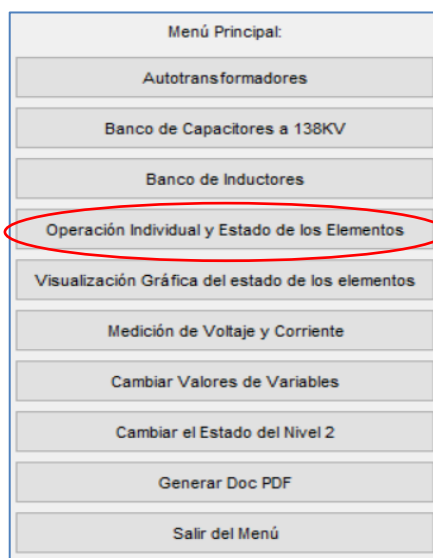 Menú Principal:
Autotransformadores
Banco de Capacitores a 138KV
Banco de Inductores
Operación Individual y Estado de los Elementos
Visualización Gráfica del estado de los elementos
Medición de Voltaje y Corriente
Cambiar Valores de Variables
Cambiar el Estado del Nivel 2
Generar Doc PDF
Salir del Menú